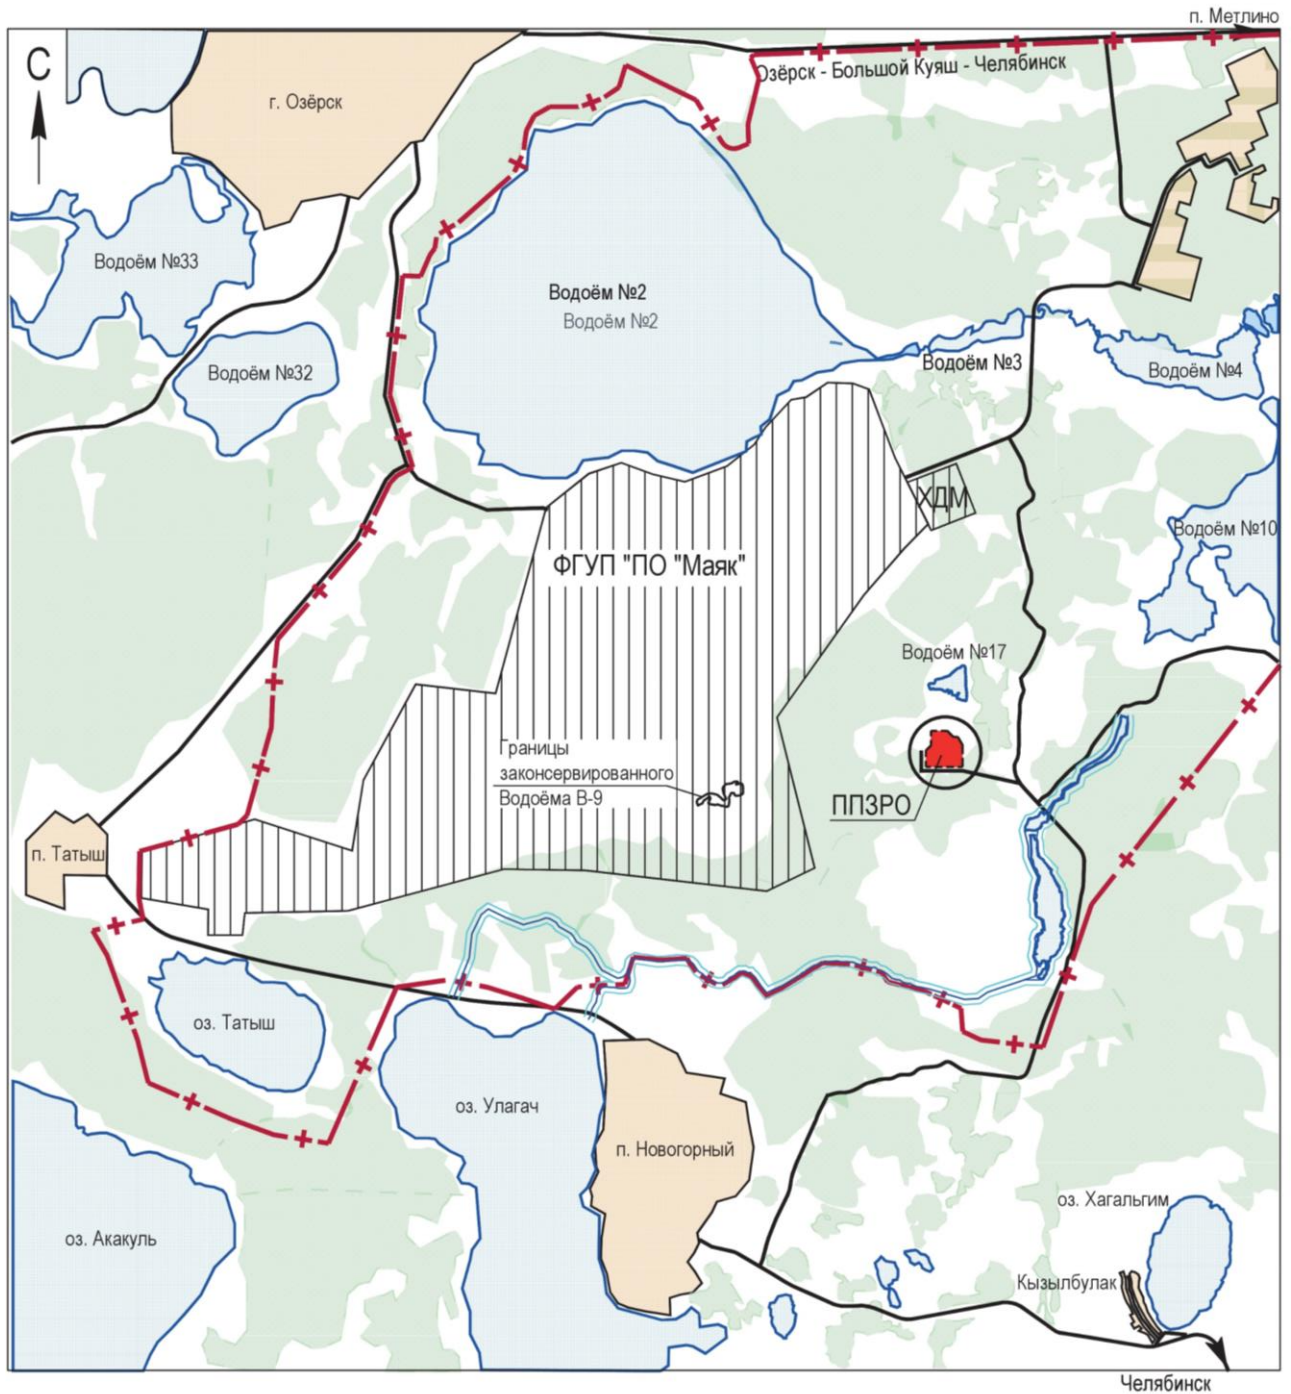 п. Метлино
С
Озёрск - Большой Куяш - Челябинск
г. Озёрск
Водоём №33
Водоём №2
Водоём №2
Водоём №32
Водоём №3
Водоём №4
ХДМ
Водоём №10
ФГУП "ПО "Маяк"
Водоём №17
Границы
законсервированного
Водоёма В-9
ППЗРО
п. Татыш
оз. Татыш
оз. Улагач
п. Новогорный
оз. Хагальгим
оз. Акакуль
Кызылбулак
Челябинск